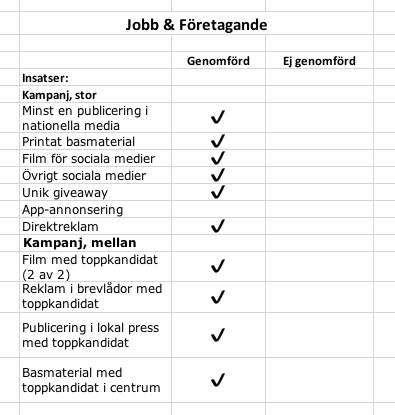 Jobb & Företagande
Genomförd Ej genomförd
Insatser:
Kampanj, stor
Minst en publicering i
nationella media ✓
Printat basmaterial ✓
Film för sociala medier ✓
Övrigt sociala medier ✓
Unik giveaway ✓
App-annonsering
Direktreklam ✓
Kampanj, mellan
Film med toppkandidat
(2 av 2) ✓
Reklam i brevlådor med
toppkandidat ✓
Publicering i lokal press
med toppkandidat ✓
Basmaterial med
toppkandidat i centrum ✓